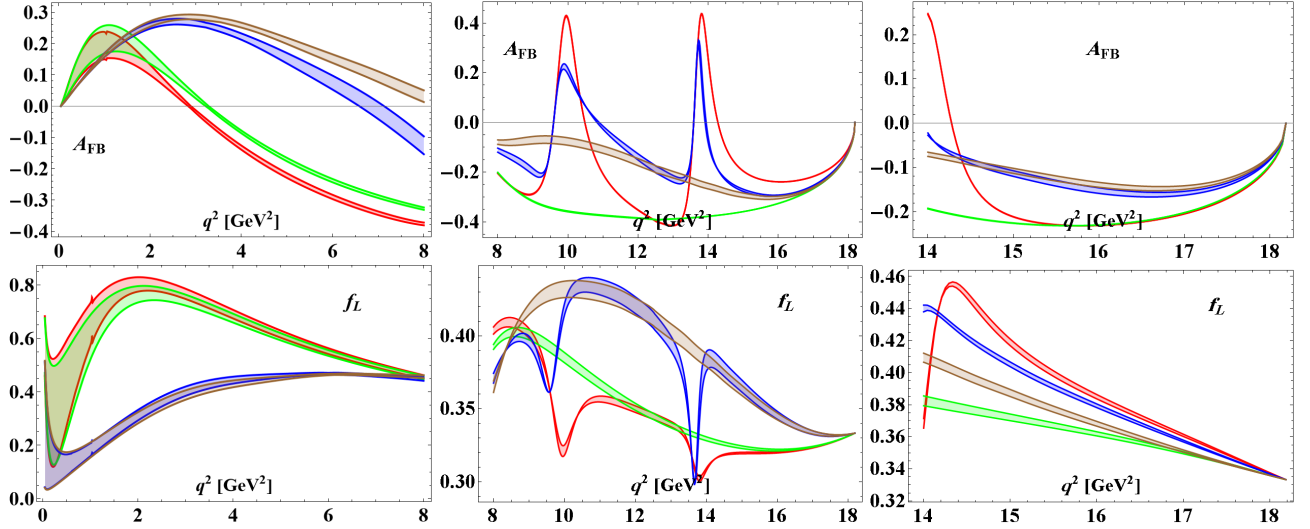 0.3
0.2
0.1
0.0
−0.1
−0.2
−0.3
−0.4
A_FB
q² [GeV²]
0 2 4 6 8
0.4
0.2
0.0
−0.2
−0.4
A_FB
q² [GeV²]
8 10 12 14 16 18
0.2
0.1
0.0
−0.1
−0.2
A_FB
q² [GeV²]
14 15 16 17 18
0.8
0.6
0.4
0.2
0.0
f_L
q² [GeV²]
0 2 4 6 8
0.40
0.35
0.30
f_L
q² [GeV²]
8 10 12 14 16 18
0.46
0.44
0.42
0.40
0.38
0.36
0.34
0.32
f_L
q² [GeV²]
14 15 16 17 18